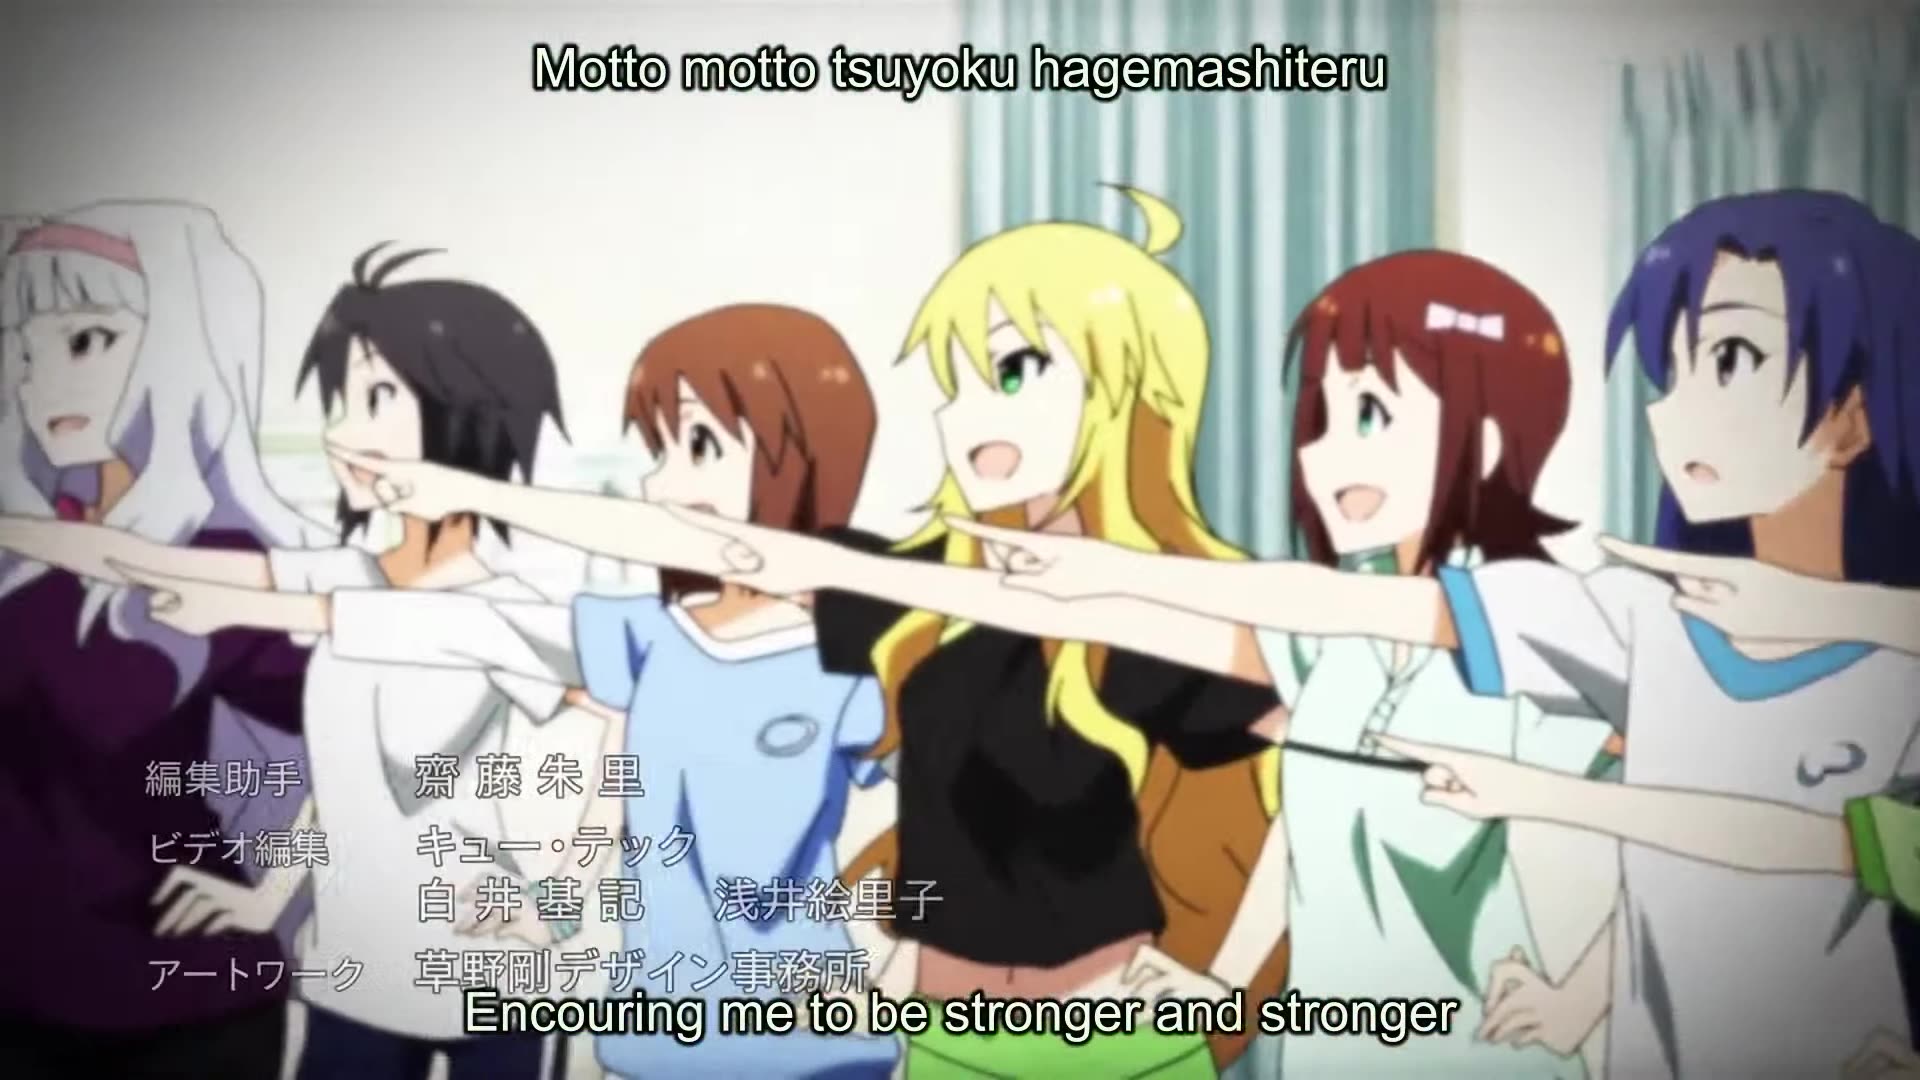 Motto motto tsuyoku hagemashiteru
編集助手 齋藤朱里
ビデオ編集 キュー・テック
白井基記 浅井絵里子
アートワーク 草野剛デザイン事務所
Encouring me to be stronger and stronger